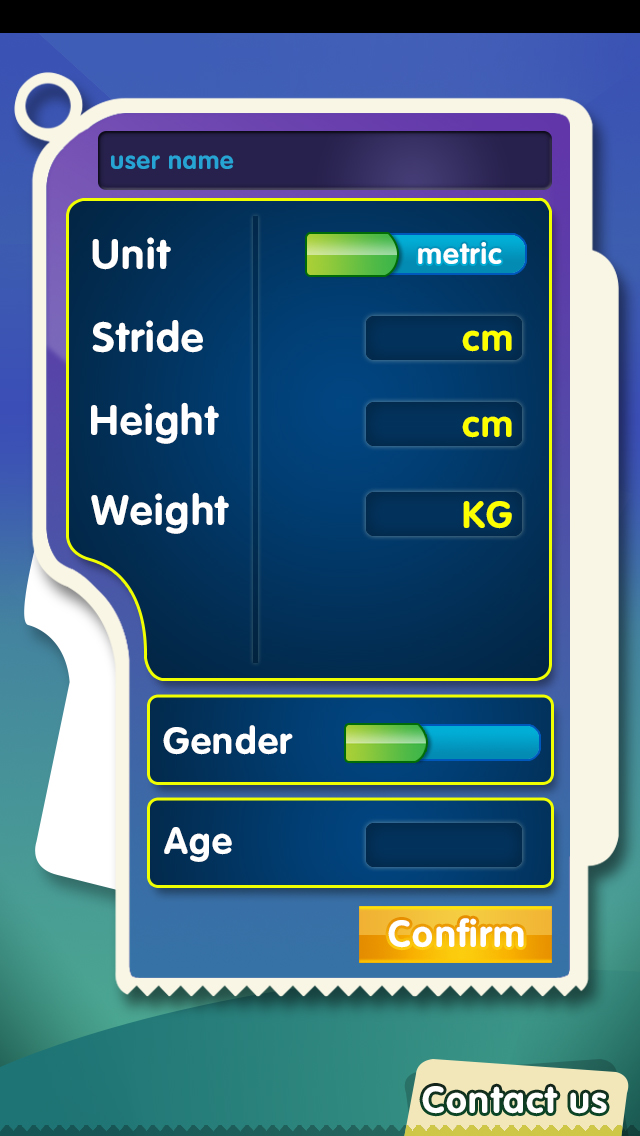 user name
Unit metric
Stride cm
Height cm
Weight KG
Gender
Age
Confirm
Contact us